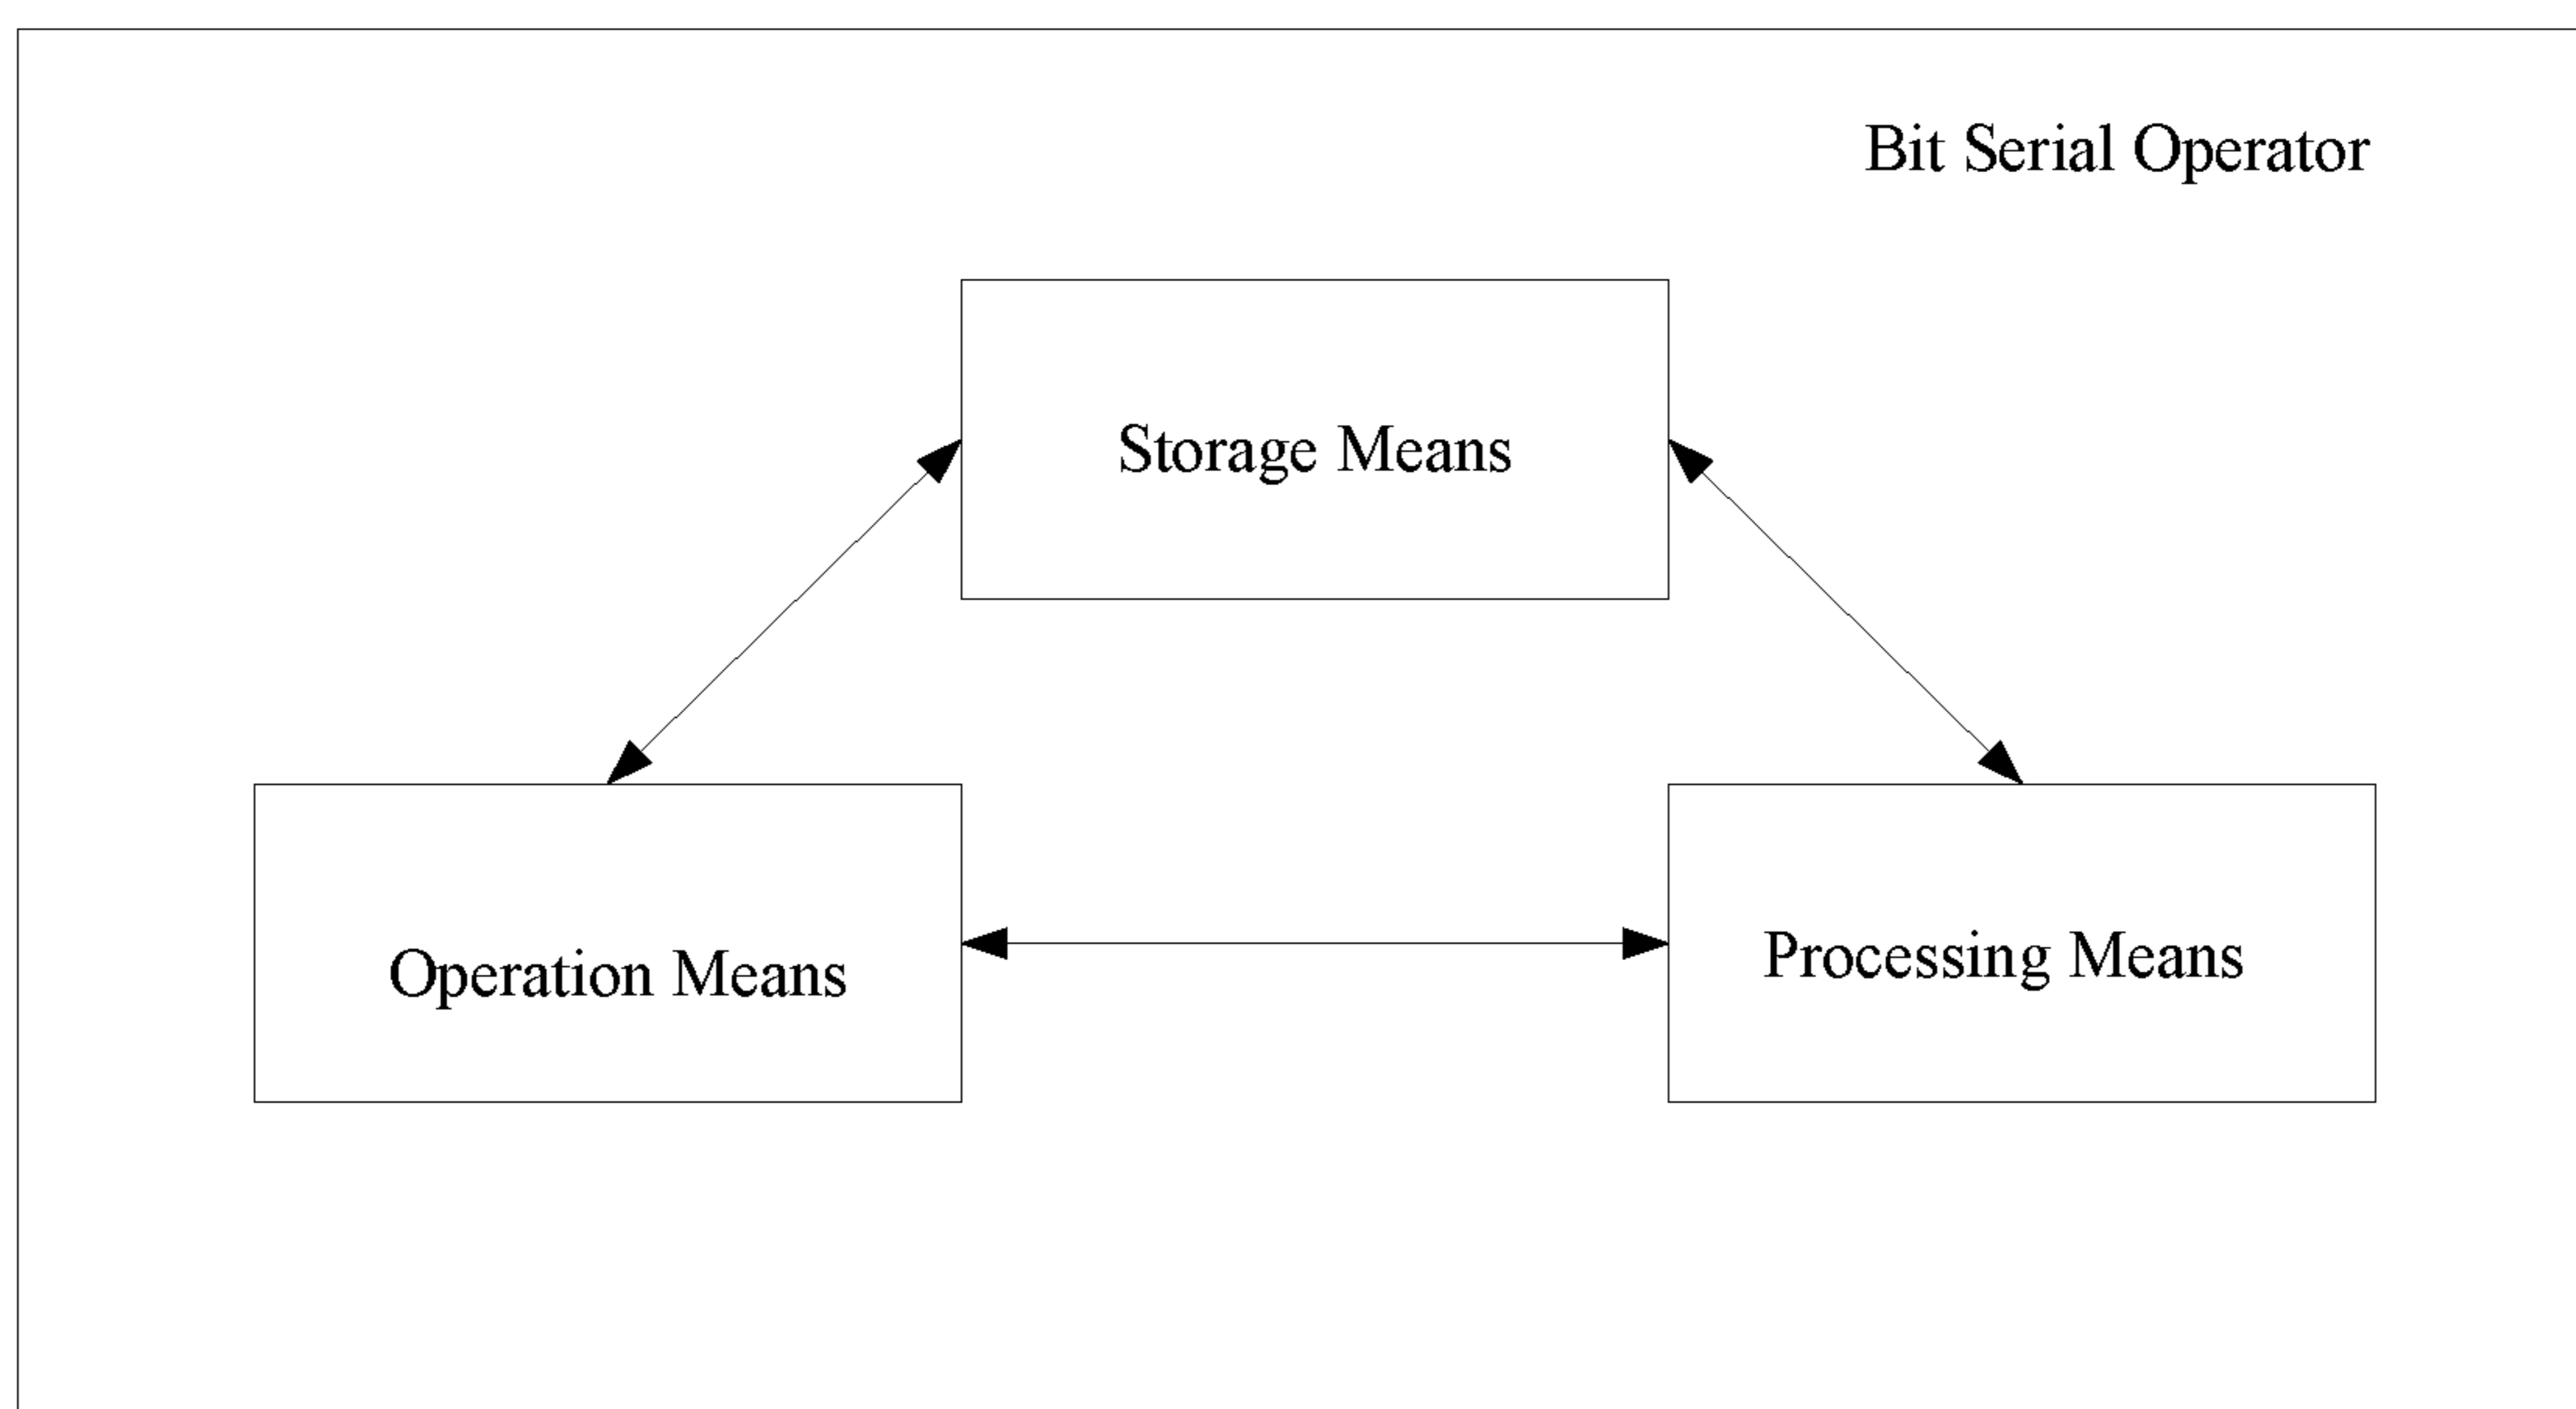 Bit Serial Operator
Storage Means
Operation Means
Processing Means